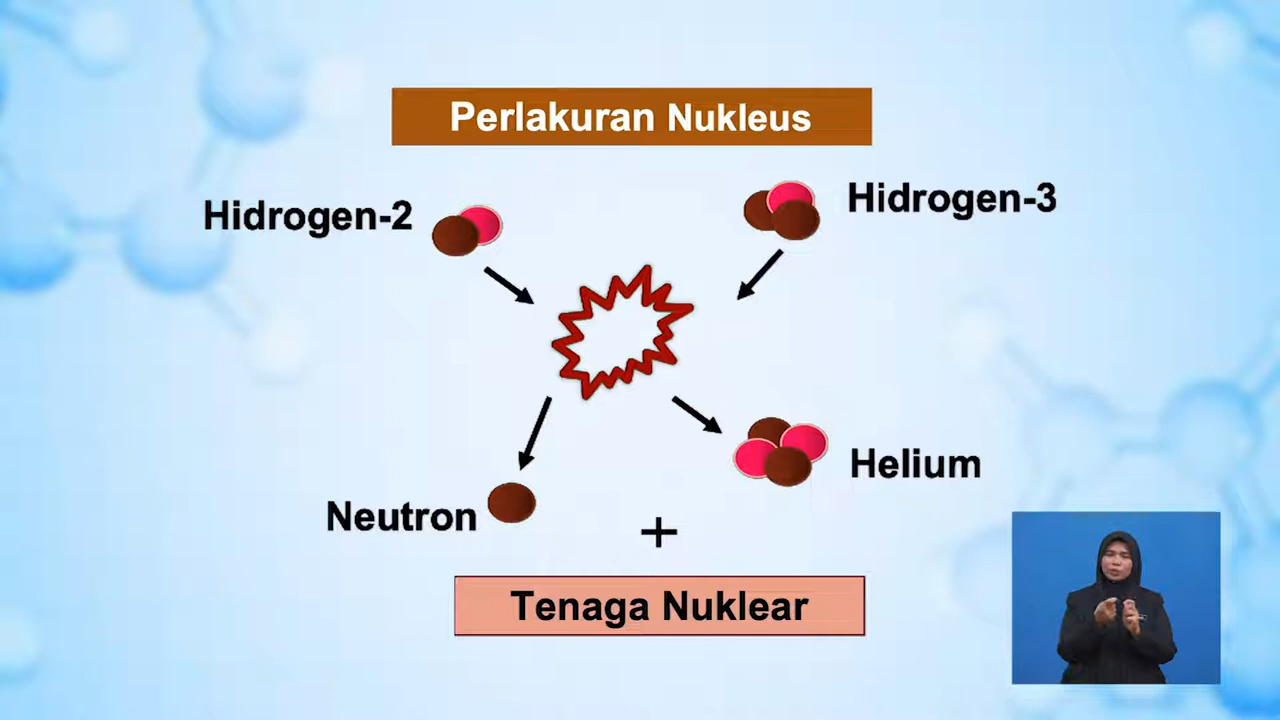 Perlakuran Nukleus
Hidrogen-2
Hidrogen-3
Neutron
Helium
+
Tenaga Nuklear